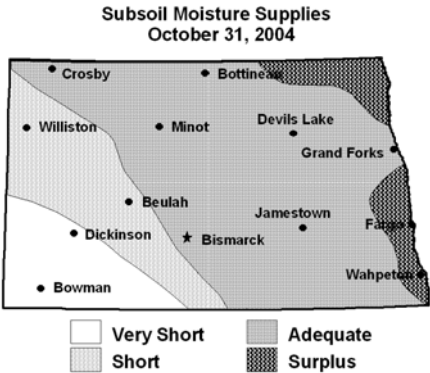 Subsoil Moisture Supplies
October 31, 2004
Crosby
Bottineau
Williston
Minot
Devils Lake
Grand Forks
Beulah
Jamestown
Dickinson
Bismarck
Fargo
Wahpeton
Bowman
Very Short
Adequate
Short
Surplus